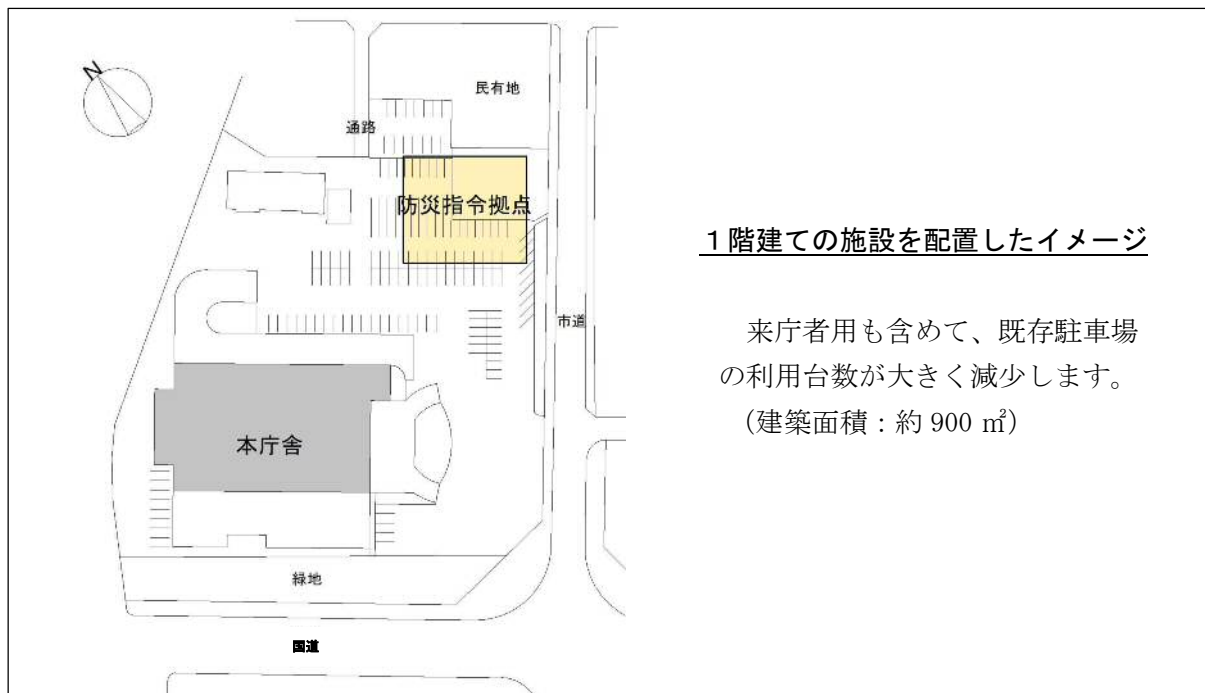 N
民有地
通路
防災指令拠点
市道
本庁舎
緑地
国道
1階建ての施設を配置したイメージ
来庁者用も含めて、既存駐車場
の利用台数が大きく減少します。
（建築面積：約 900 ㎡）